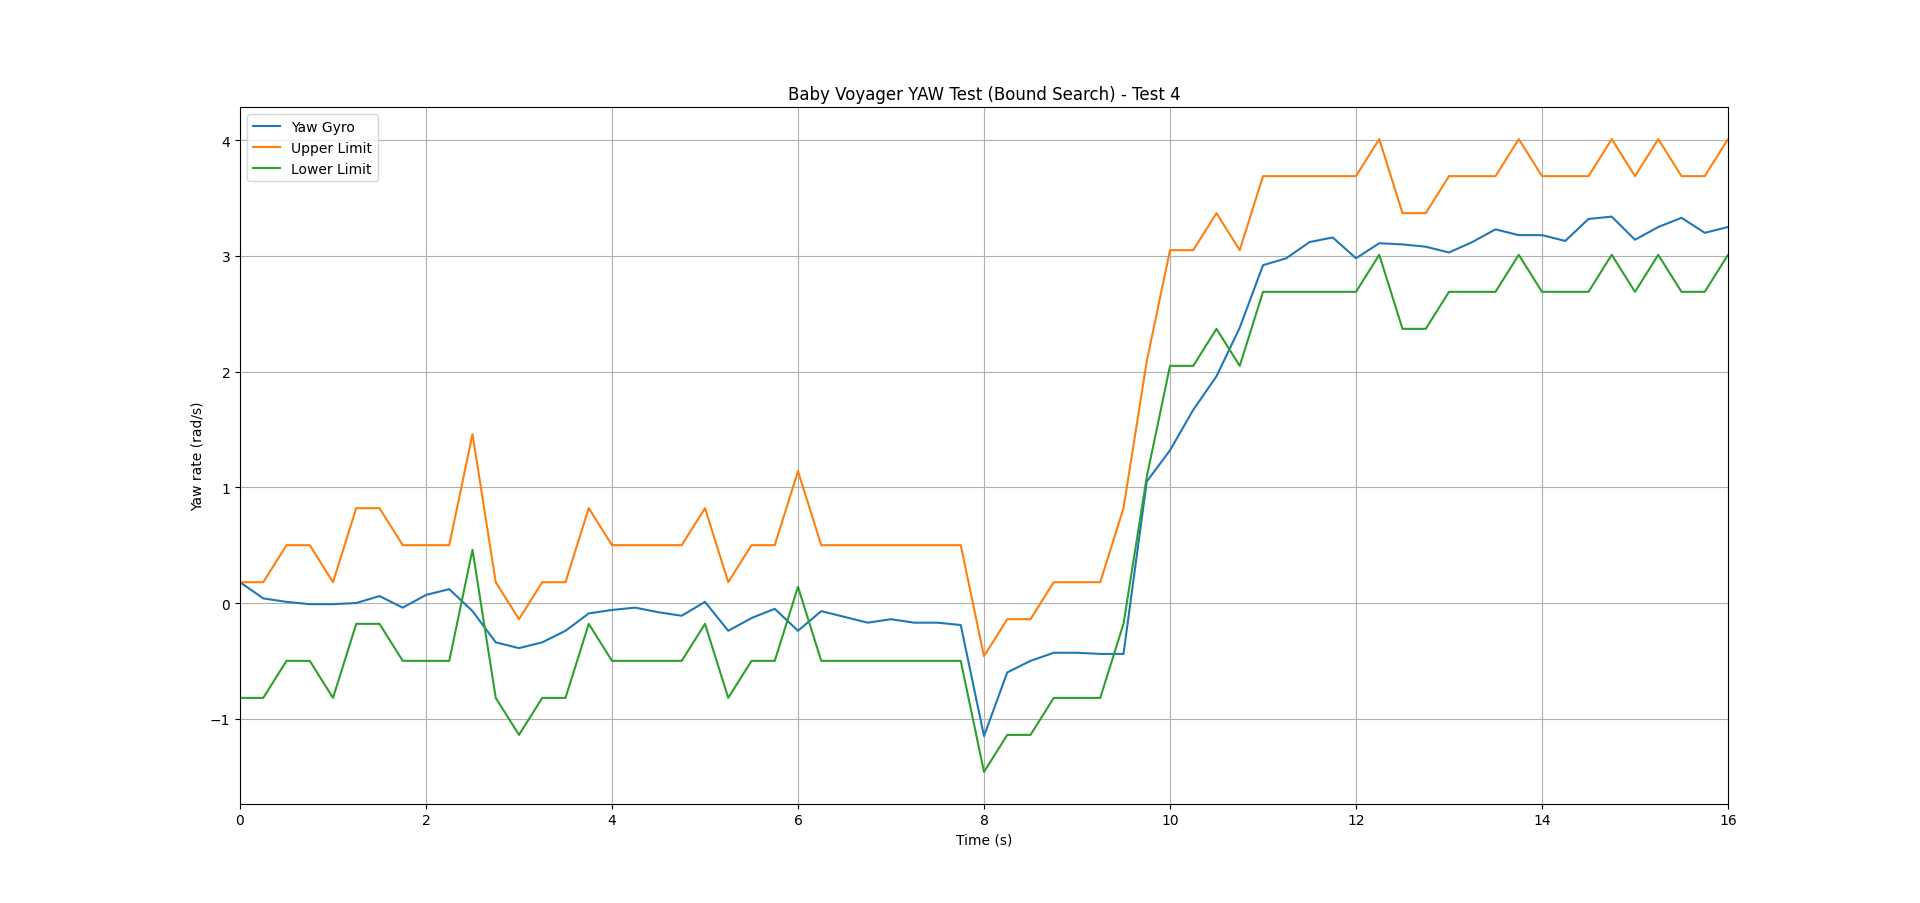 Baby Voyager YAW Test (Bound Search) - Test 4
Yaw Gyro
Upper Limit
Lower Limit
4
3
2
1
0
−1
Yaw rate (rad/s)
0 2 4 6 8 10 12 14 16
Time (s)